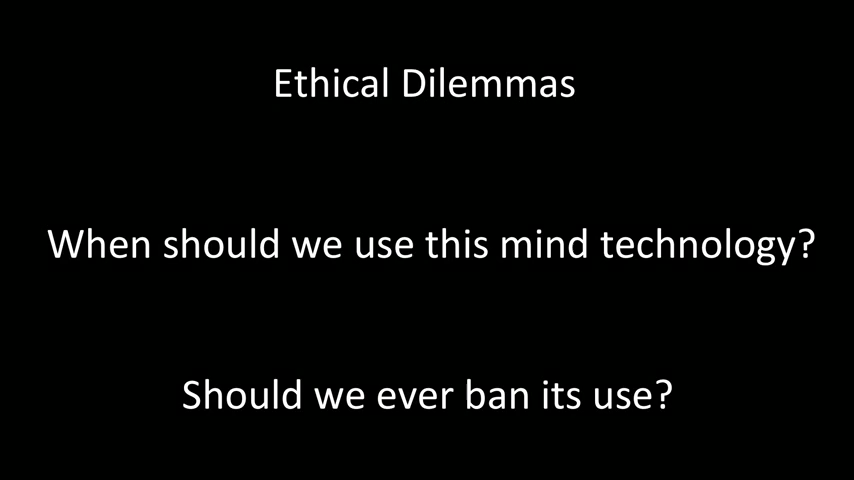 Ethical Dilemmas
When should we use this mind technology?
Should we ever ban its use?